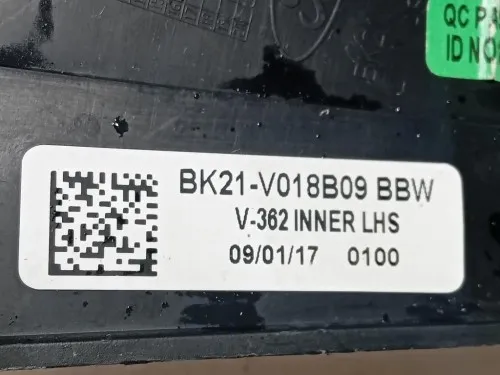 QC P
ID NO
BK21-V018B09 BBW
V-362 INNER LHS
09/01/17 0100